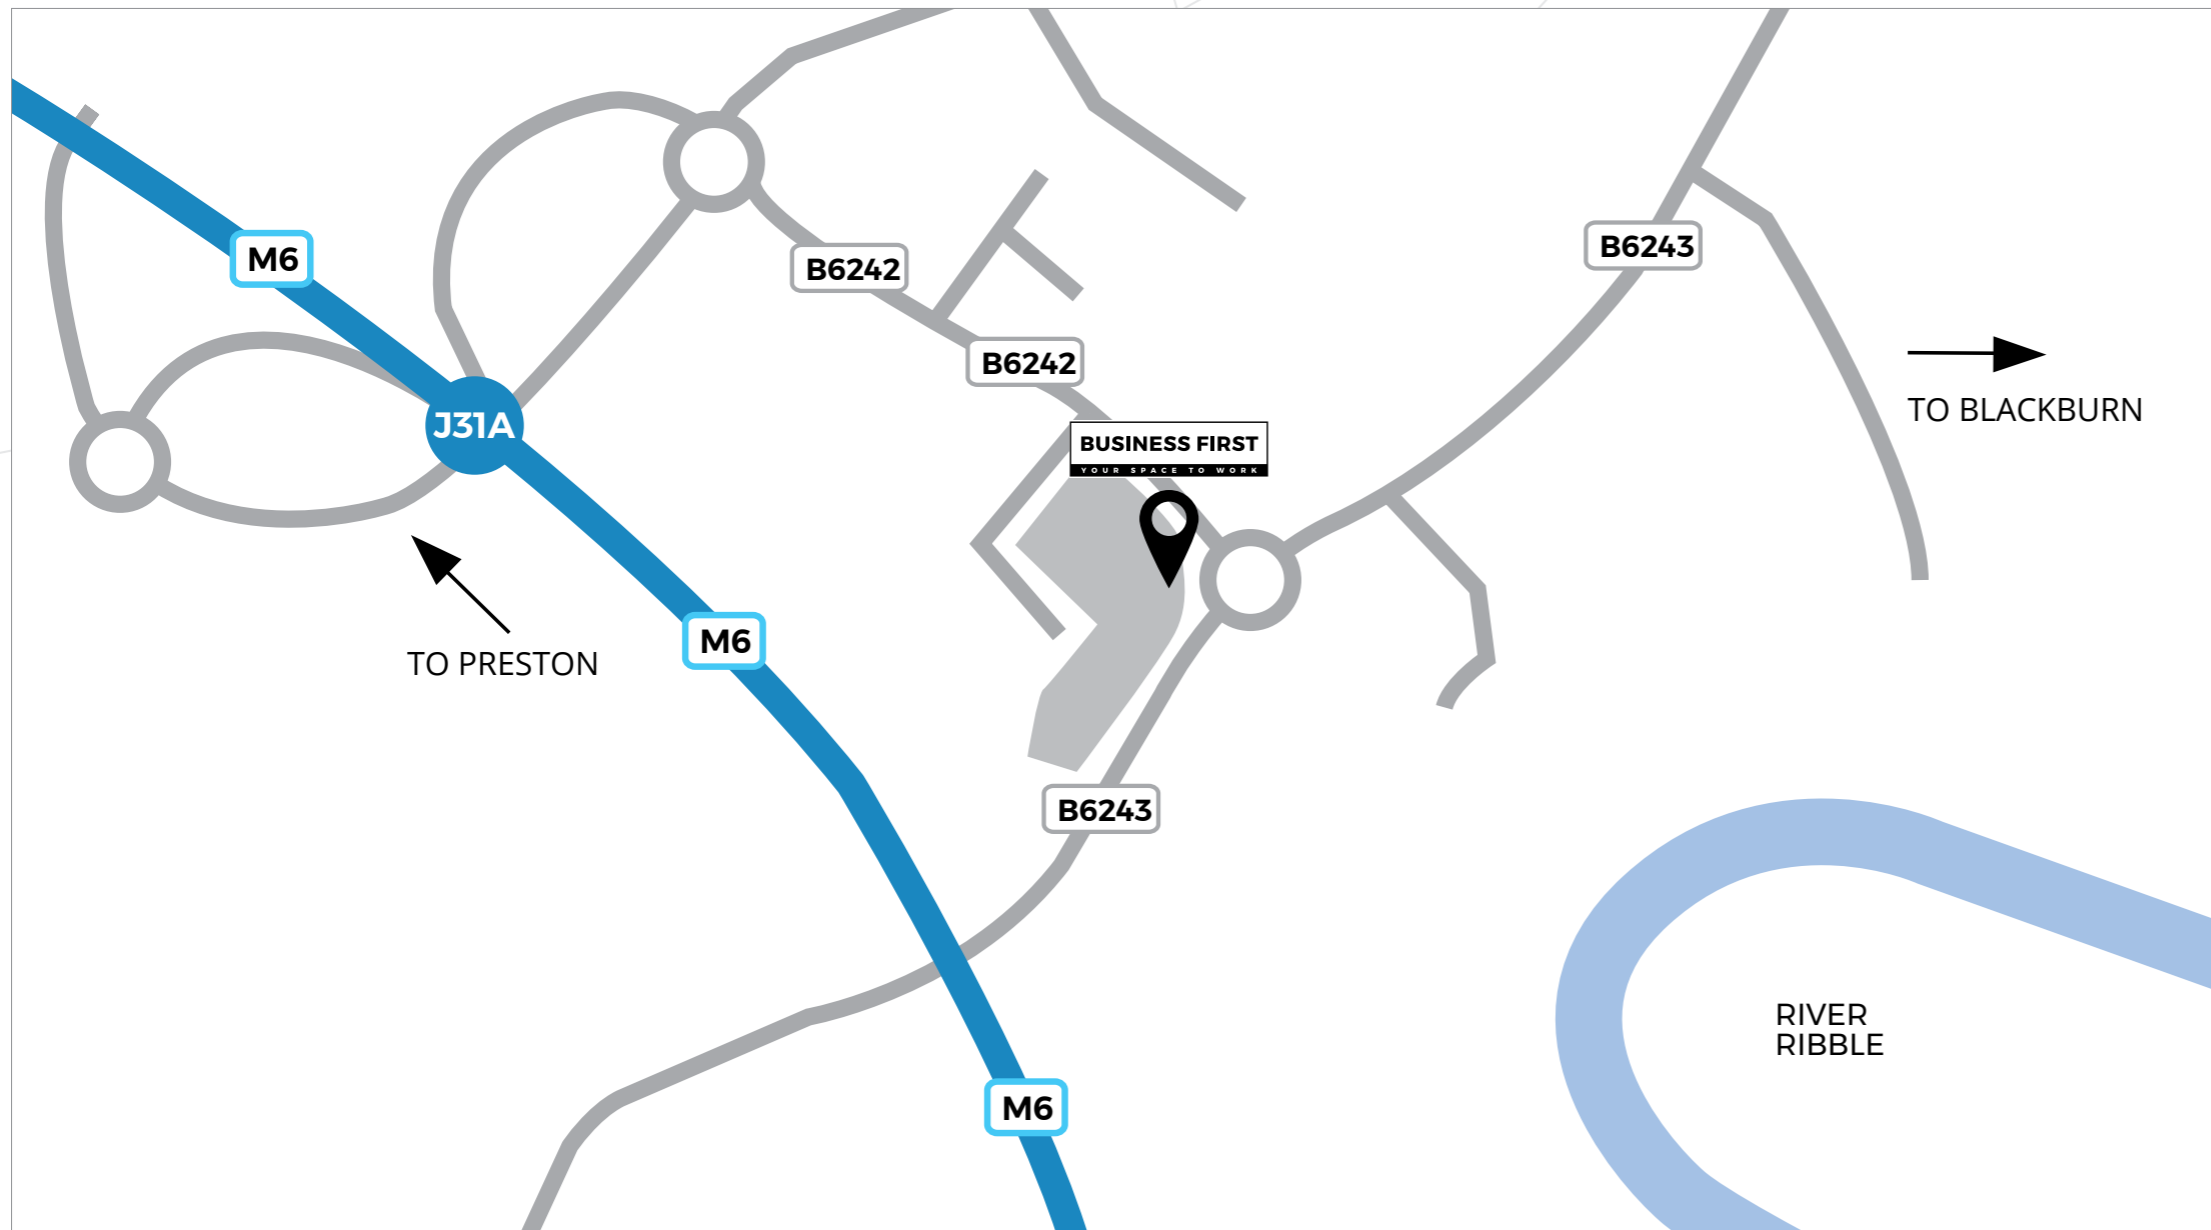 M6
B6242
B6243
B6242
TO BLACKBURN
J31A
BUSINESS FIRST
YOUR SPACE TO WORK
M6
TO PRESTON
B6243
RIVER
RIBBLE
M6